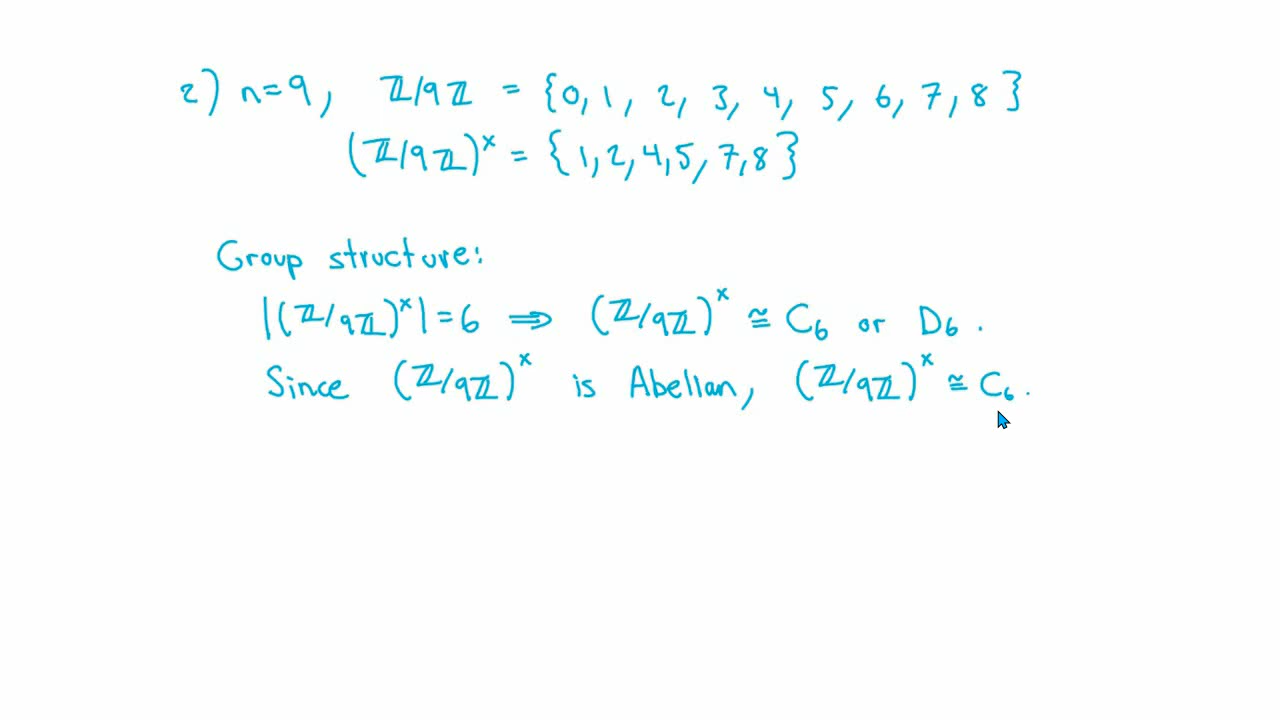 2) n=9, ℤ/9ℤ = {0, 1, 2, 3, 4, 5, 6, 7, 8}
(ℤ/9ℤ)ˣ = {1, 2, 4, 5, 7, 8}
Group structure:
|(ℤ/9ℤ)ˣ| = 6 ⇒ (ℤ/9ℤ)ˣ ≅ C₆ or D₆.
Since (ℤ/9ℤ)ˣ is Abelian, (ℤ/9ℤ)ˣ ≅ C₆.